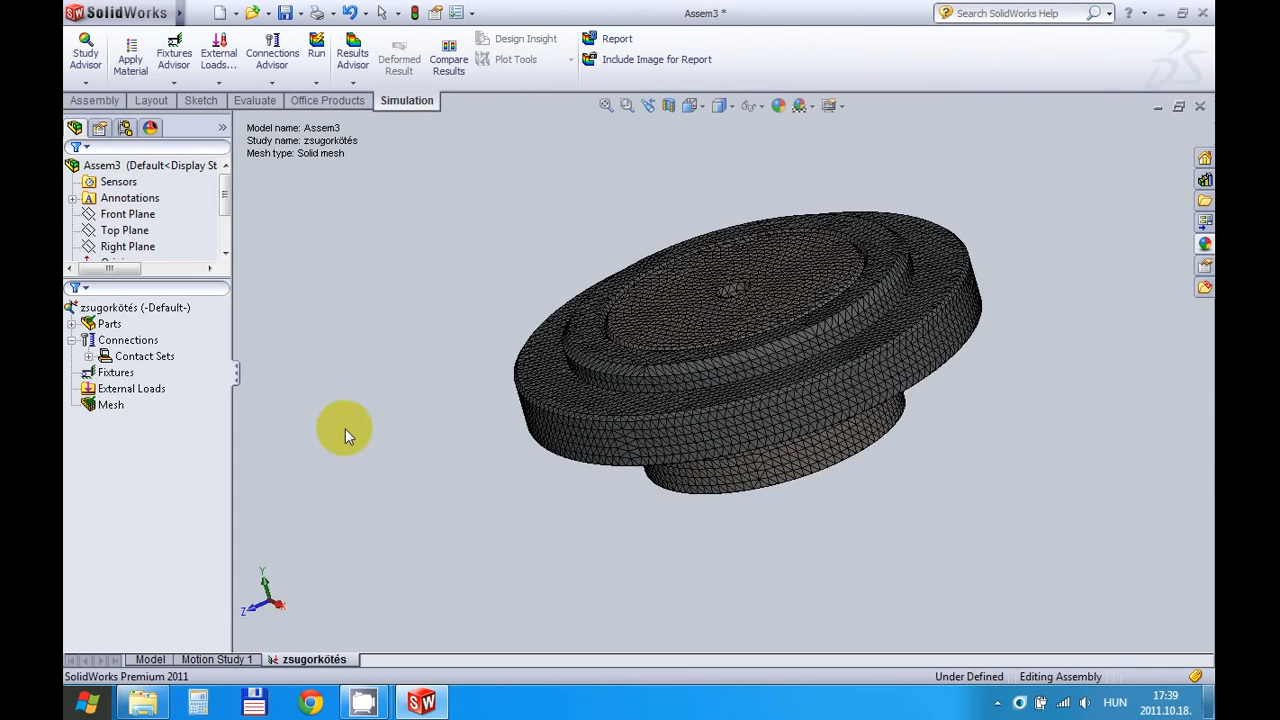 SolidWorks
Assem3 *
SolidWorks Help
Study Advisor
Apply Material
Fixtures Advisor
External Loads...
Connections Advisor
Run
Results Advisor
Deformed Result
Compare Results
Design Insight
Plot Tools
Report
Include Image for Report
Assembly
Layout
Sketch
Evaluate
Office Products
Simulation
Model name: Assem3
Study name: zsugorkötés
Mesh type: Solid mesh
Assem3 (Default<Display St
Sensors
Annotations
Front Plane
Top Plane
Right Plane
zsugorkötés (-Default-)
Parts
Connections
Contact Sets
Fixtures
External Loads
Mesh
Y
Z
X
Model
Motion Study 1
zsugorkötés
SolidWorks Premium 2011
Under Defined
Editing Assembly
HUN
17:39
2011.10.18.